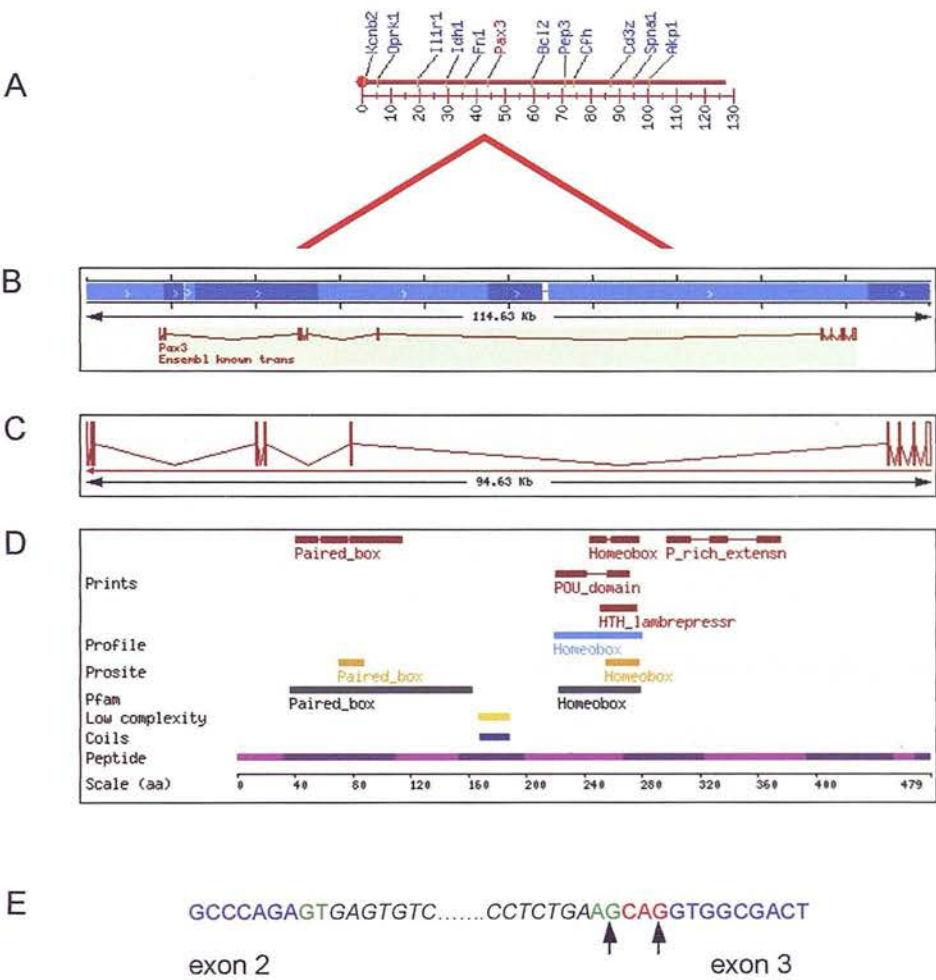 A
Kcnb2 Oprk1 Il1r1 Idh1 Fn1 Pax3 Bcl2 Pep3 Cfh Cd3z Spna1 Akp1
0 10 20 30 40 50 60 70 80 90 100 110 120 130
B
114.63 Kb
Pax3
Ensembl known trans
C
94.63 Kb
D
Paired_box Homeobox P_rich_extensn
Prints
POU_domain
HTH_lambrepressr
Profile
Homeobox
Prosite
Paired_box Homeobox
Pfam
Paired_box Homeobox
Low complexity
Coils
Peptide
Scale (aa) 0 40 80 120 160 200 240 280 320 360 400 479
E
GCCCAGAGTGAGTGTC.......CCTCTGAAGCAGGTGGCGACT
exon 2 exon 3